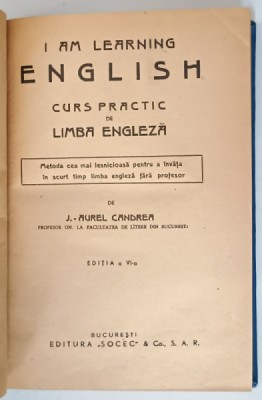 I AM LEARNING
ENGLISH
CURS PRACTIC
DE
LIMBA ENGLEZĂ
Metoda cea mai lesnicioasă pentru a învăța
în scurt timp limba engleză fără profesor
DE
J.-AUREL CANDREA
PROFESOR ON. LA FACULTATEA DE LITERE DIN BUCUREȘTI
EDIȚIA a VI-a
BUCUREȘTI
EDITURA „SOCEC" & Co., S. A. R.